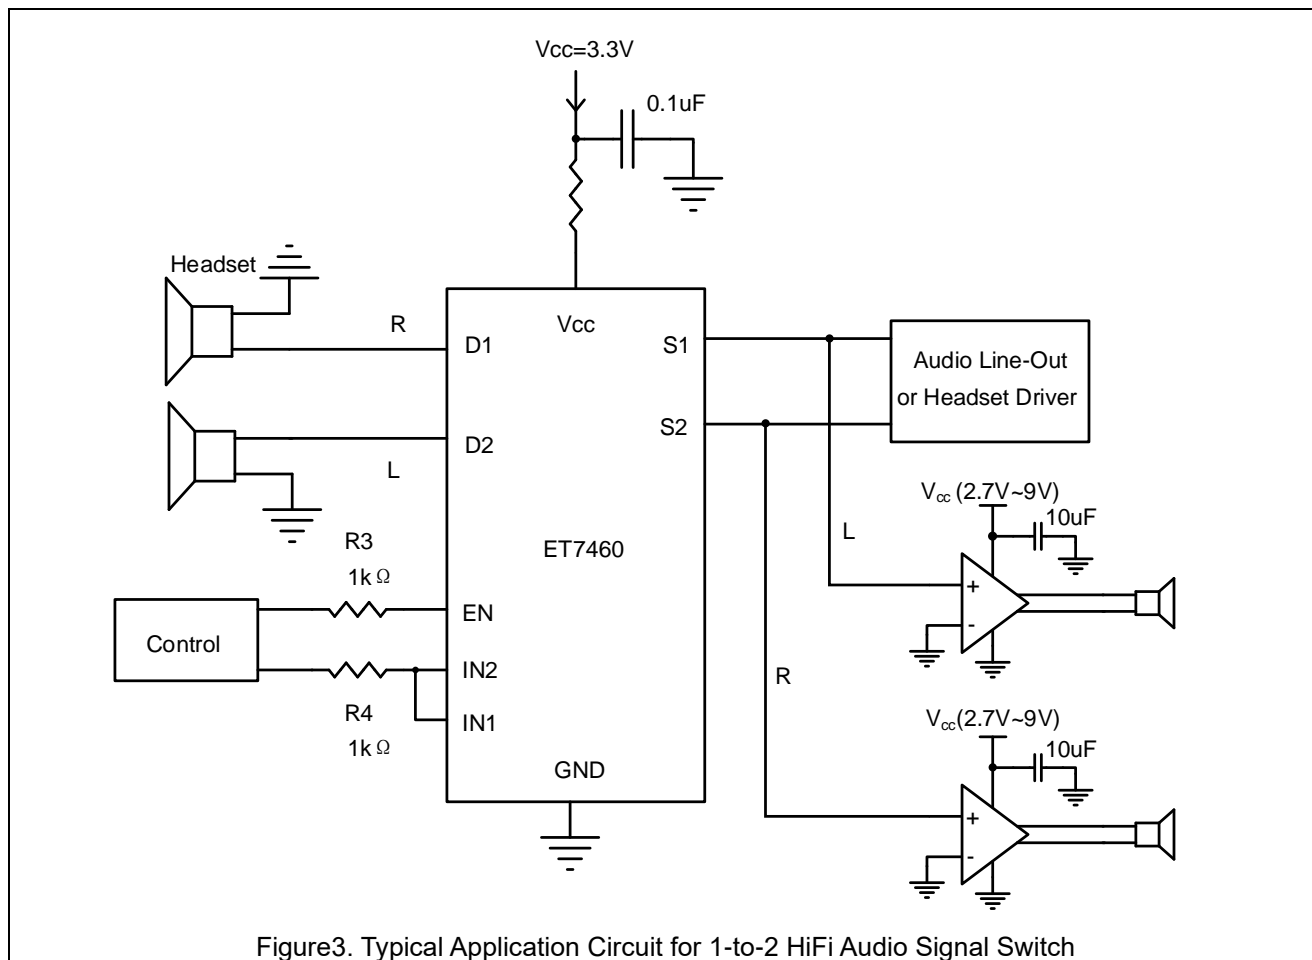 Vcc=3.3V
0.1uF
Headset
R
D1
Vcc
S1
Audio Line-Out
or Headset Driver
S2
D2
L
Vcc (2.7V~9V)
10uF
L
R3
1k Ω
ET7460
+
-
EN
Control
IN2
R
R4
1k Ω
IN1
Vcc(2.7V~9V)
10uF
GND
+
-
Figure3. Typical Application Circuit for 1-to-2 HiFi Audio Signal Switch